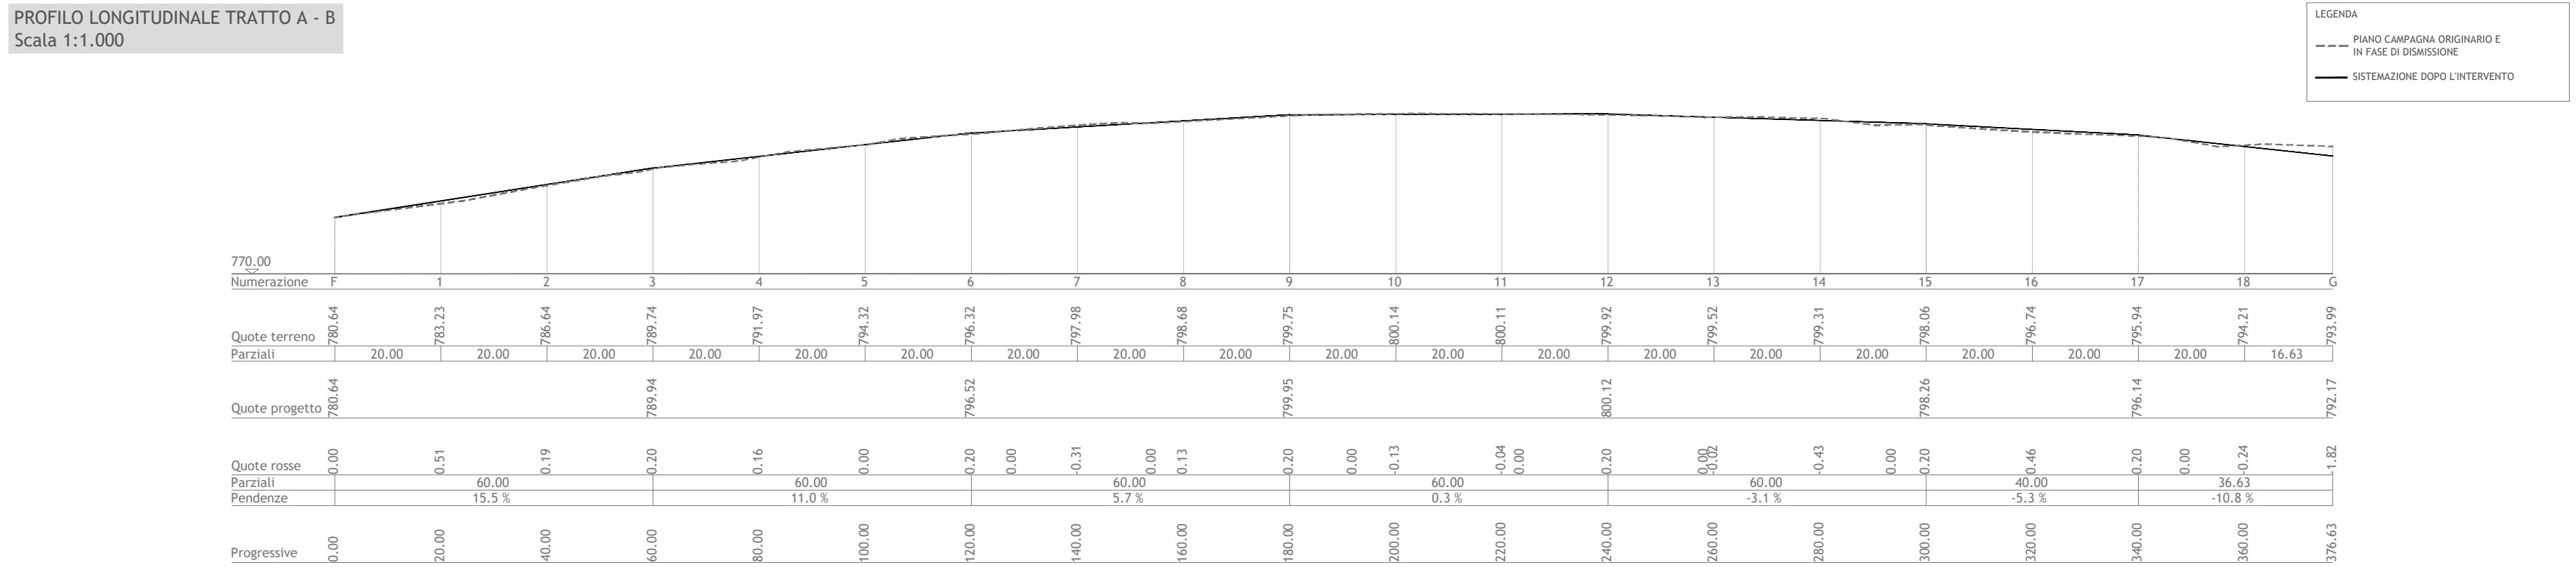 PROFILO LONGITUDINALE TRATTO A - B
Scala 1:1.000
LEGENDA
PIANO CAMPAGNA ORIGINARIO E
IN FASE DI DISMISSIONE
SISTEMAZIONE DOPO L'INTERVENTO
770.00
Numerazione F 1 2 3 4 5 6 7 8 9 10 11 12 13 14 15 16 17 18 G
Quote terreno 780.64 783.23 786.64 789.74 791.97 794.32 796.32 797.98 798.68 799.75 800.14 800.11 799.92 799.52 799.31 798.06 796.74 795.94 794.21 793.99
Parziali 20.00 20.00 20.00 20.00 20.00 20.00 20.00 20.00 20.00 20.00 20.00 20.00 20.00 20.00 20.00 20.00 20.00 20.00 16.63
Quote progetto 780.64 789.94 796.52 799.95 800.12 798.26 796.14 792.17
Quote rosse 0.00 0.51 0.19 0.20 0.16 0.00 0.20 0.00 -0.31 0.00 0.13 0.20 0.00 -0.13 -0.04 0.00 0.20 0.00 -0.02 -0.43 0.00 0.20 0.46 0.20 0.00 -0.24 -1.82
Parziali 60.00 60.00 60.00 60.00 60.00 40.00 36.63
Pendenze 15.5 % 11.0 % 5.7 % 0.3 % -3.1 % -5.3 % -10.8 %
Progressive 0.00 20.00 40.00 60.00 80.00 100.00 120.00 140.00 160.00 180.00 200.00 220.00 240.00 260.00 280.00 300.00 320.00 340.00 360.00 376.63